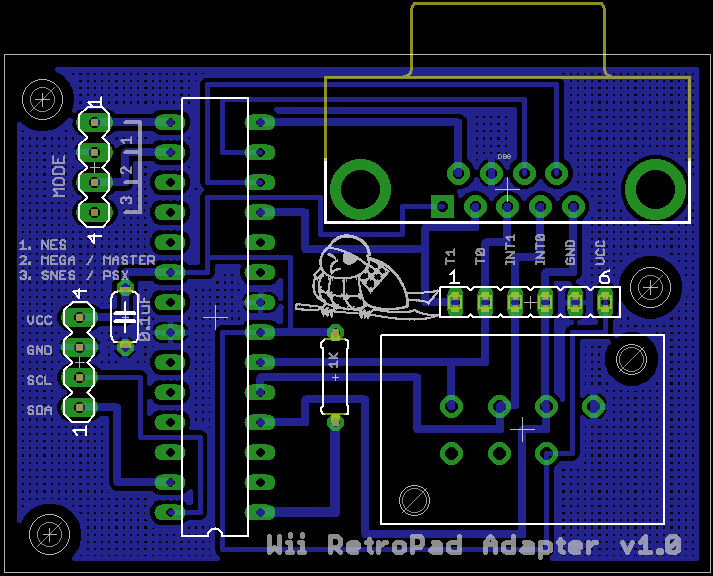 1
MODE
1
2
3
4
DB9
1. NES
2. MEGA / MASTER
3. SNES / PSX
T1 T0 INT1 INT0 GND VCC
1 6
4
VCC
GND
SCL
SDA
1
0.1uF
1K
Wii RetroPad Adapter v1.0